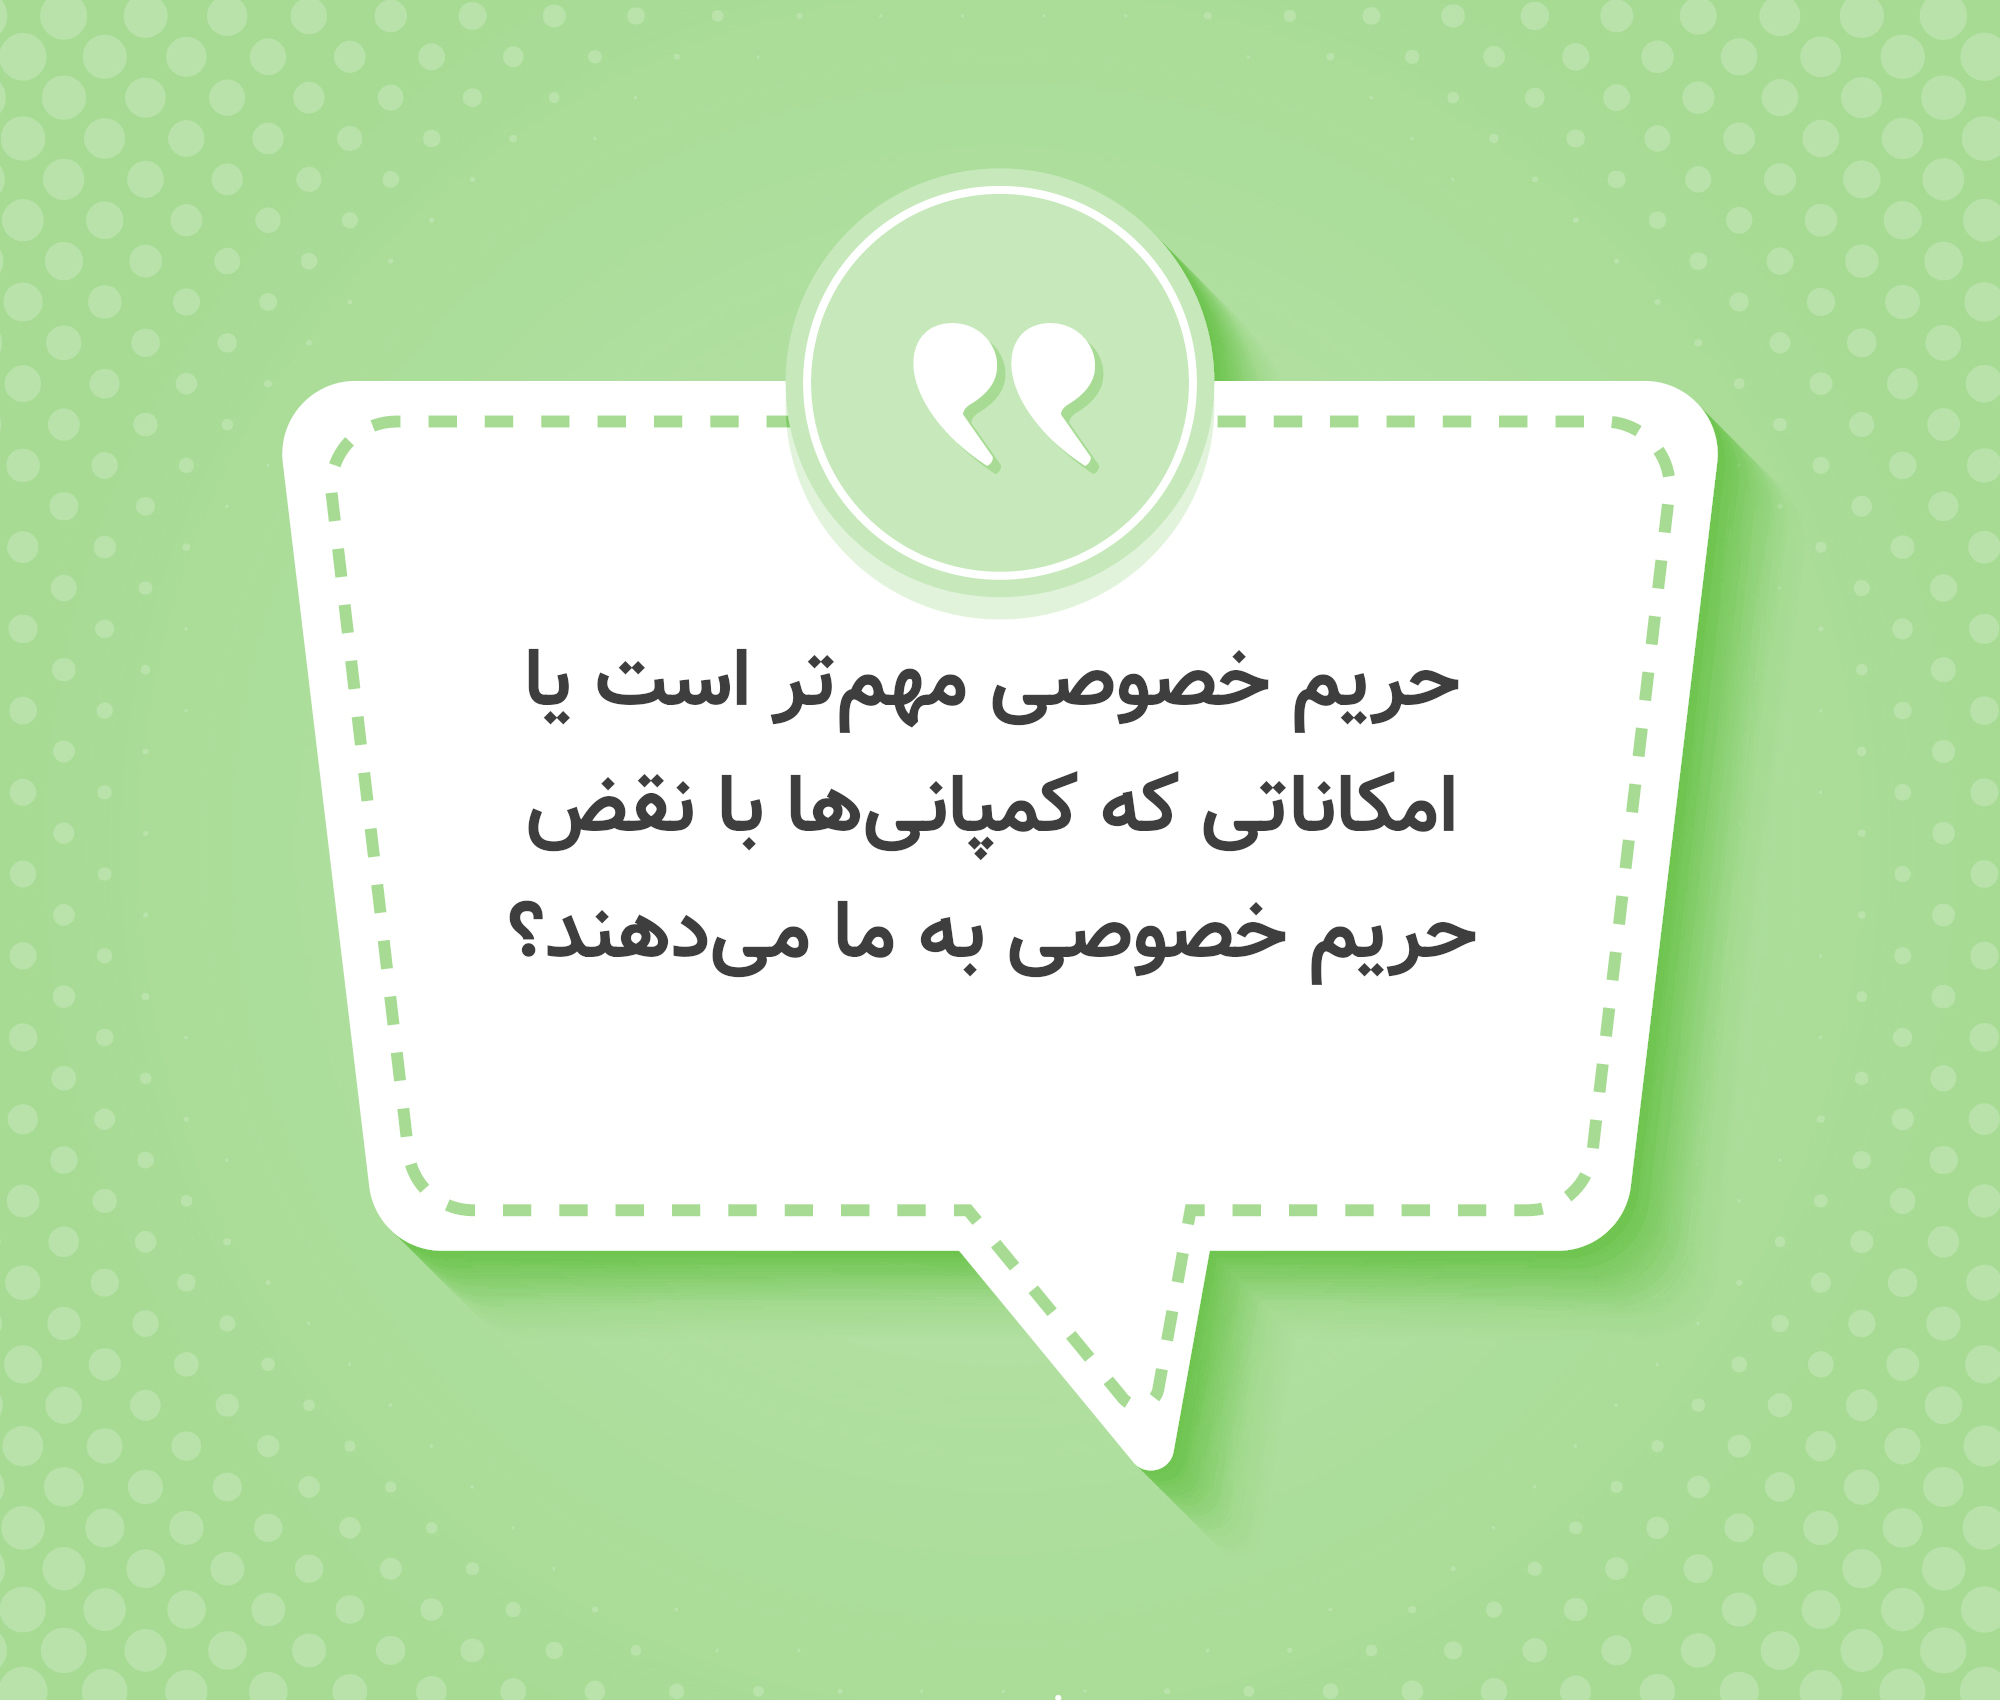 حریم خصوصی مهم‌تر است یا
امکاناتی که کمپانی‌ها با نقض
حریم خصوصی به ما می‌دهند؟